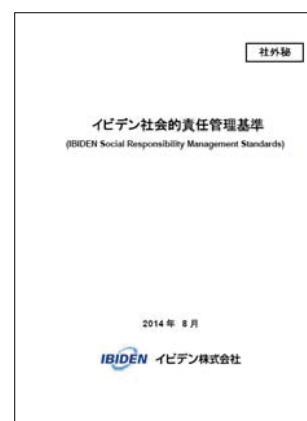 社外秘
イビデン社会的責任管理基準
(IBIDEN Social Responsibility Management Standards)
2014年 8月
IBIDEN イビデン株式会社